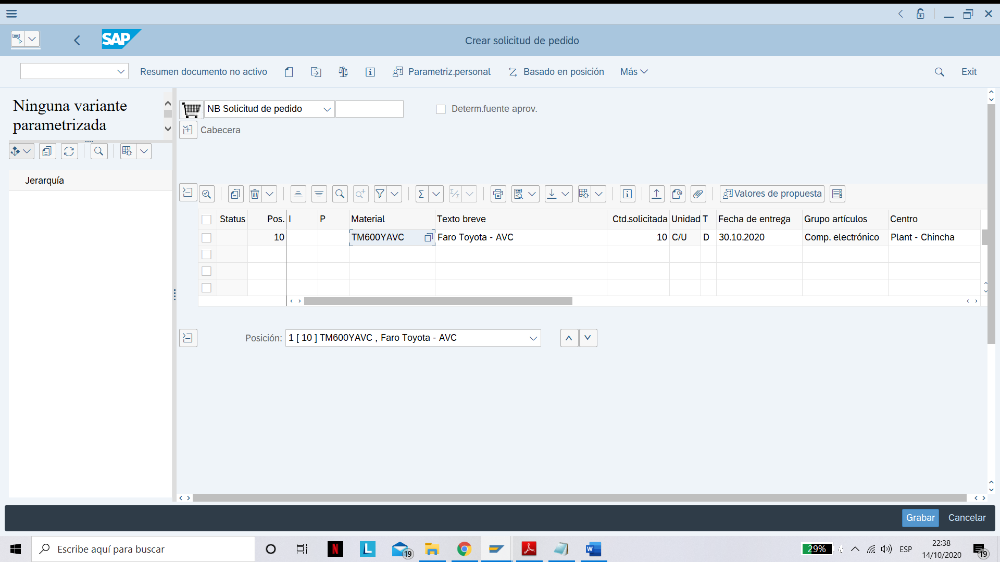 SAP
Crear solicitud de pedido
Resumen documento no activo
Parametriz.personal
Basado en posición
Más
Exit
Ninguna variante
parametrizada
NB Solicitud de pedido
Determ.fuente aprov.
Cabecera
Jerarquía
Valores de propuesta
Status Pos. I P Material Texto breve Ctd.solicitada Unidad T Fecha de entrega Grupo artículos Centro
10 TM600YAVC Faro Toyota - AVC 10 C/U D 30.10.2020 Comp. electrónico Plant - Chincha
Posición: 1 [ 10 ] TM600YAVC , Faro Toyota - AVC
Grabar Cancelar
Escribe aquí para buscar
N
L
19
W
29%
ESP
22:38
14/10/2020
19